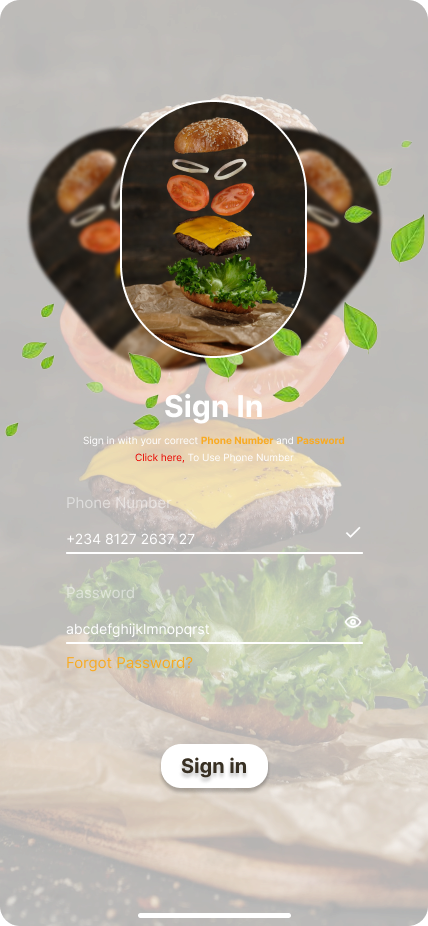 Sign In
Sign in with your correct Phone Number and Password
Click here, To Use Phone Number
Phone Number
+234 8127 2637 27
Password
abcdefghijklmnopqrst
Forgot Password?
Sign in